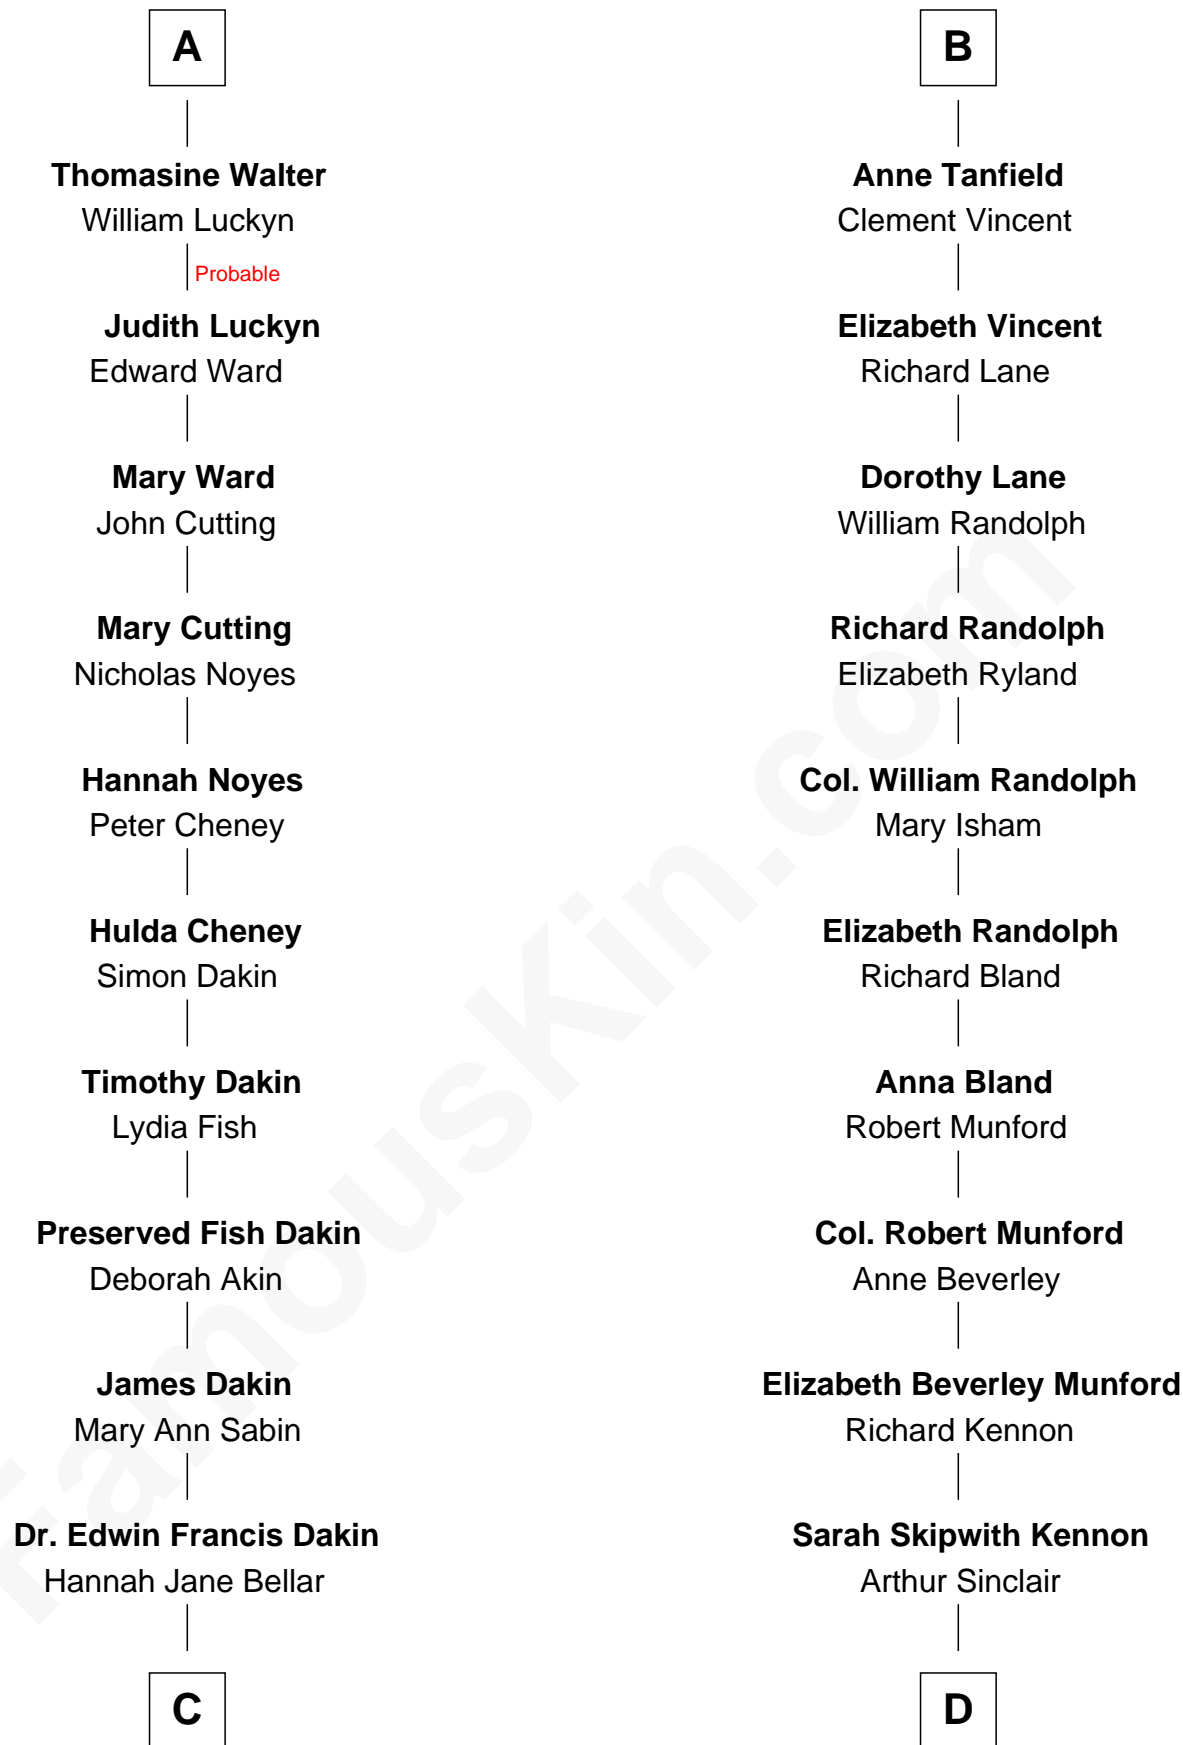 A
Thomasine Walter
William Luckyn
Probable
Judith Luckyn
Edward Ward
Mary Ward
John Cutting
Mary Cutting
Nicholas Noyes
Hannah Noyes
Peter Cheney
Hulda Cheney
Simon Dakin
Timothy Dakin
Lydia Fish
Preserved Fish Dakin
Deborah Akin
James Dakin
Mary Ann Sabin
Dr. Edwin Francis Dakin
Hannah Jane Bellar
C
B
Anne Tanfield
Clement Vincent
Elizabeth Vincent
Richard Lane
Dorothy Lane
William Randolph
Richard Randolph
Elizabeth Ryland
Col. William Randolph
Mary Isham
Elizabeth Randolph
Richard Bland
Anna Bland
Robert Munford
Col. Robert Munford
Anne Beverley
Elizabeth Beverley Munford
Richard Kennon
Sarah Skipwith Kennon
Arthur Sinclair
D
FamousKin.com